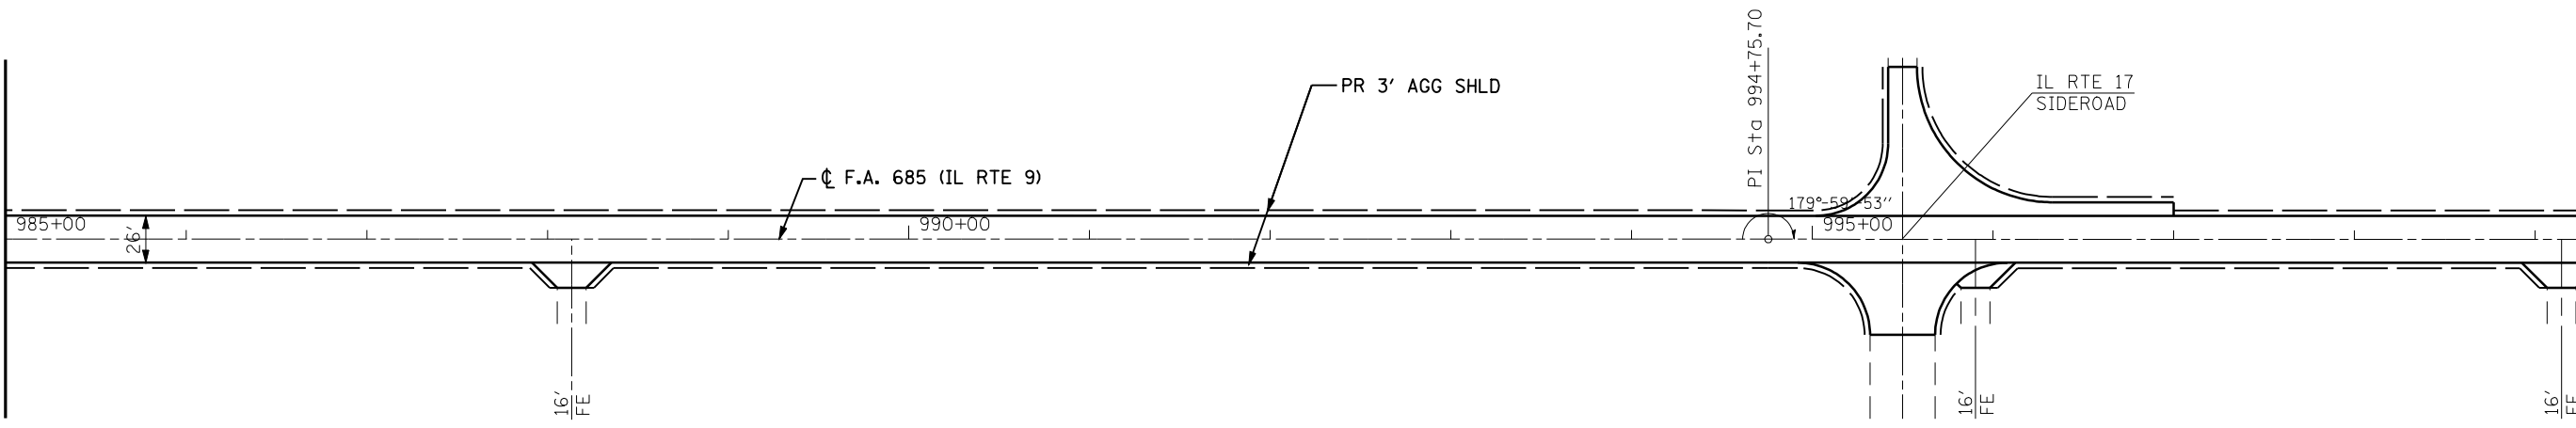 PI Sta 994+75.70
IL RTE 17
SIDEROAD
PR 3' AGG SHLD
℄ F.A. 685 (IL RTE 9)
179°-59'-53''
985+00
990+00
995+00
26'
16'
FE
16'
FE
16'
FE